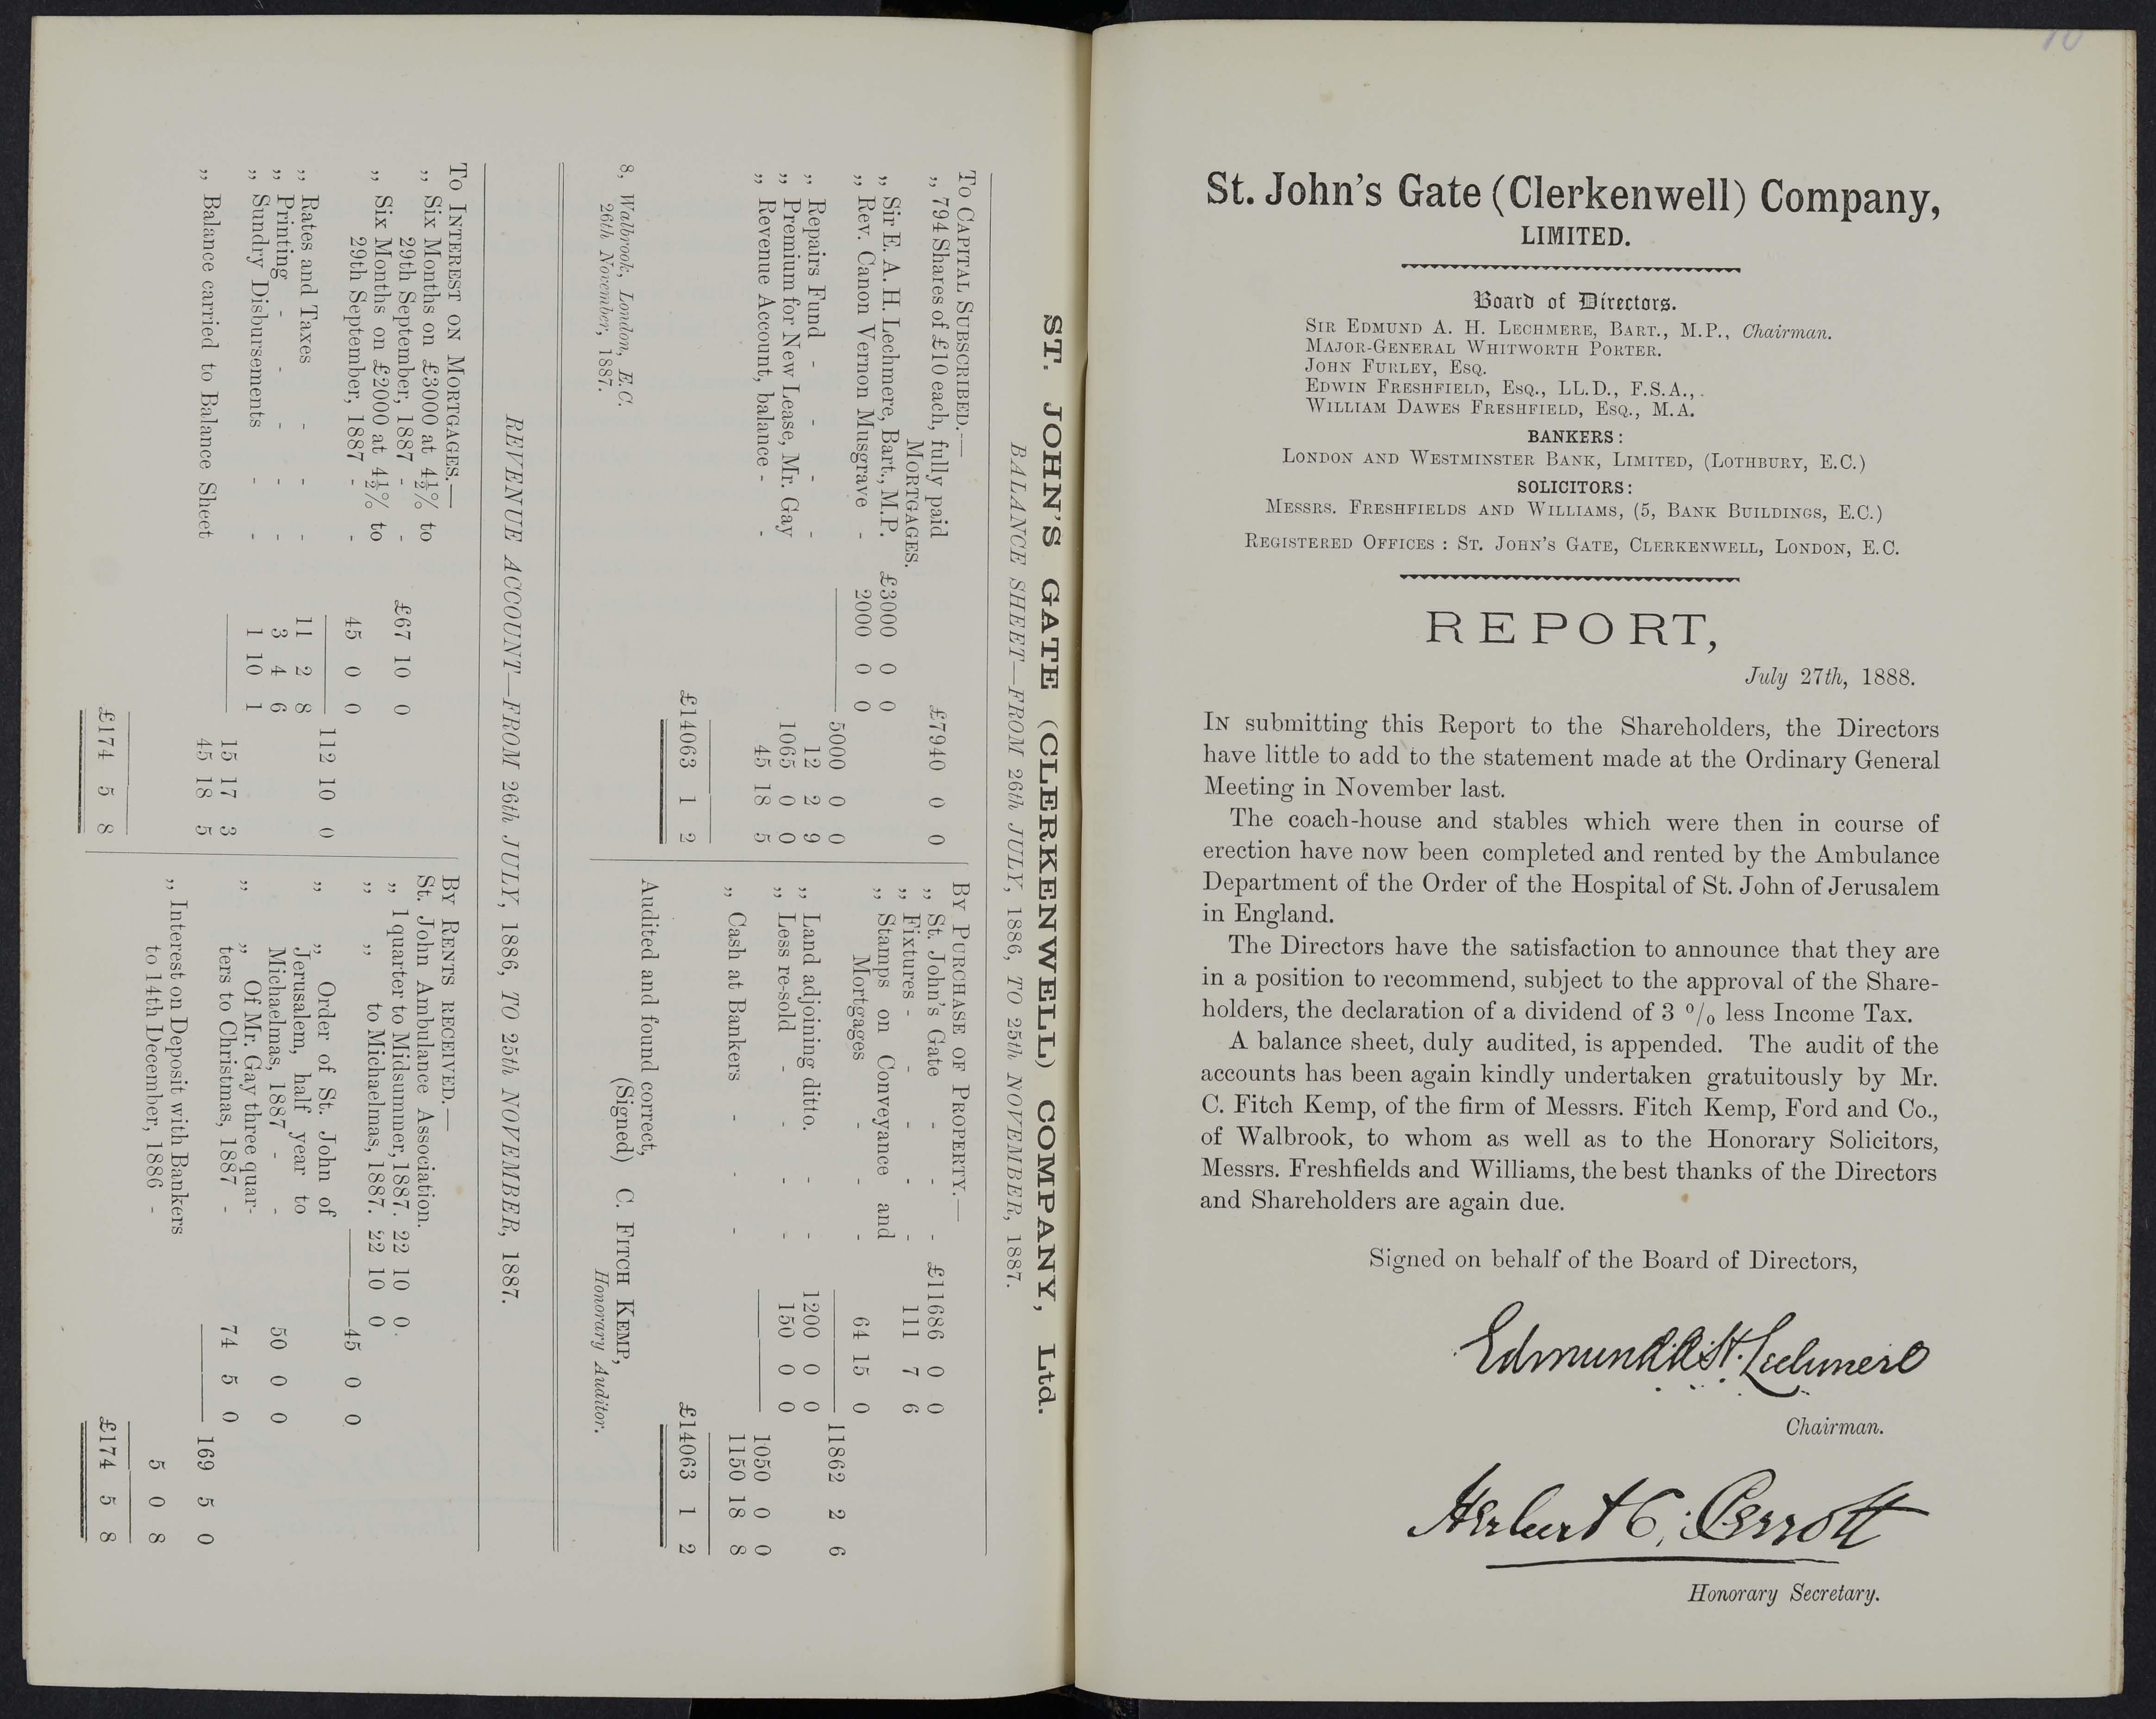 ST. JOHN'S GATE (CLERKENWELL) COMPANY, Ltd.
BALANCE SHEET—FROM 26th JULY, 1886, TO 25th NOVEMBER, 1887.
To Capital Subscribed.—
„ 794 Shares of £10 each, fully paid £7940 0 0
Mortgages.
„ Sir E. A. H. Lechmere, Bart., M.P. £3000 0 0
„ Rev. Canon Vernon Musgrave - 2000 0 0
5000 0 0
„ Repairs Fund - - - - 12 2 9
„ Premium for New Lease, Mr. Gay 1065 0 0
„ Revenue Account, balance - - 45 18 5
£14063 1 2
8, Walbrook, London, E.C.
26th November, 1887.
By Purchase of Property.—
„ St. John's Gate - - - £11686 0 0
„ Fixtures - - - - - 111 7 6
„ Stamps on Conveyance and
Mortgages - - - 64 15 0
11862 2 6
„ Land adjoining ditto. - - 1200 0 0
„ Less re-sold - - - - 150 0 0
1050 0 0
„ Cash at Bankers - - - 1150 18 8
£14063 1 2
Audited and found correct,
(Signed) C. Fitch Kemp,
Honorary Auditor.
REVENUE ACCOUNT—FROM 26th JULY, 1886, TO 25th NOVEMBER, 1887.
To Interest on Mortgages.—
„ Six Months on £3000 at 4½% to
29th September, 1887 - - £67 10 0
„ Six Months on £2000 at 4½% to
29th September, 1887 - - 45 0 0
112 10 0
„ Rates and Taxes - - - 11 2 8
„ Printing - - - - - 3 4 6
„ Sundry Disbursements - - 1 10 1
15 17 3
„ Balance carried to Balance Sheet 45 18 5
£174 5 8
By Rents received.—
St. John Ambulance Association.
„ 1 quarter to Midsummer, 1887. 22 10 0.
„ „ to Michaelmas, 1887. 22 10 0
45 0 0
„ „ Order of St. John of
Jerusalem, half year to
Michaelmas, 1887 - - 50 0 0
„ „ Of Mr. Gay three quar-
ters to Christmas, 1887 - 74 5 0
169 5 0
„ Interest on Deposit with Bankers
to 14th December, 1886 - 5 0 8
£174 5 8
10
St. John's Gate (Clerkenwell) Company,
LIMITED.
Board of Directors.
Sir Edmund A. H. Lechmere, Bart., M.P., Chairman.
Major-General Whitworth Porter.
John Furley, Esq.
Edwin Freshfield, Esq., LL.D., F.S.A.,.
William Dawes Freshfield, Esq., M.A.
BANKERS:
London and Westminster Bank, Limited, (Lothbury, E.C.)
SOLICITORS:
Messrs. Freshfields and Williams, (5, Bank Buildings, E.C.)
Registered Offices: St. John's Gate, Clerkenwell, London, E.C.
REPORT,
July 27th, 1888.
In submitting this Report to the Shareholders, the Directors
have little to add to the statement made at the Ordinary General
Meeting in November last.
The coach-house and stables which were then in course of
erection have now been completed and rented by the Ambulance
Department of the Order of the Hospital of St. John of Jerusalem
in England.
The Directors have the satisfaction to announce that they are
in a position to recommend, subject to the approval of the Share-
holders, the declaration of a dividend of 3 % less Income Tax.
A balance sheet, duly audited, is appended. The audit of the
accounts has been again kindly undertaken gratuitously by Mr.
C. Fitch Kemp, of the firm of Messrs. Fitch Kemp, Ford and Co.,
of Walbrook, to whom as well as to the Honorary Solicitors,
Messrs. Freshfields and Williams, the best thanks of the Directors
and Shareholders are again due.
Signed on behalf of the Board of Directors,
Edmund A. H. Lechmere
Chairman.
Herbert C. Perrott
Honorary Secretary.